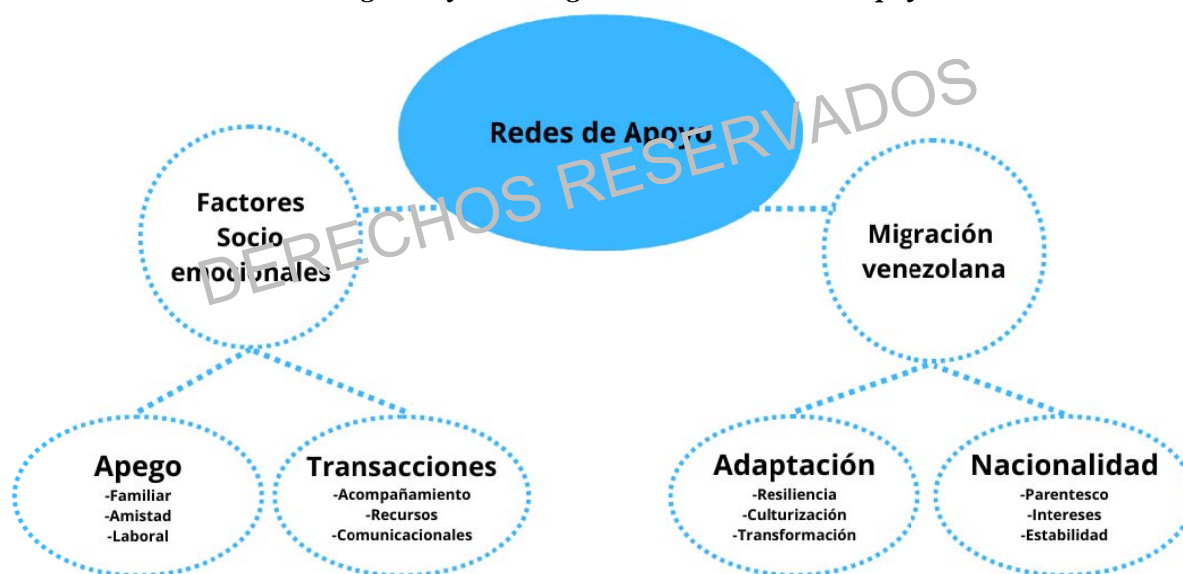 Redes de Apoyo
DERECHOS RESERVADOS
Factores
Socio
emocionales
Migración
venezolana
Apego
-Familiar
-Amistad
-Laboral
Transacciones
-Acompañamiento
-Recursos
-Comunicacionales
Adaptación
-Resiliencia
-Culturización
-Transformación
Nacionalidad
-Parentesco
-Intereses
-Estabilidad